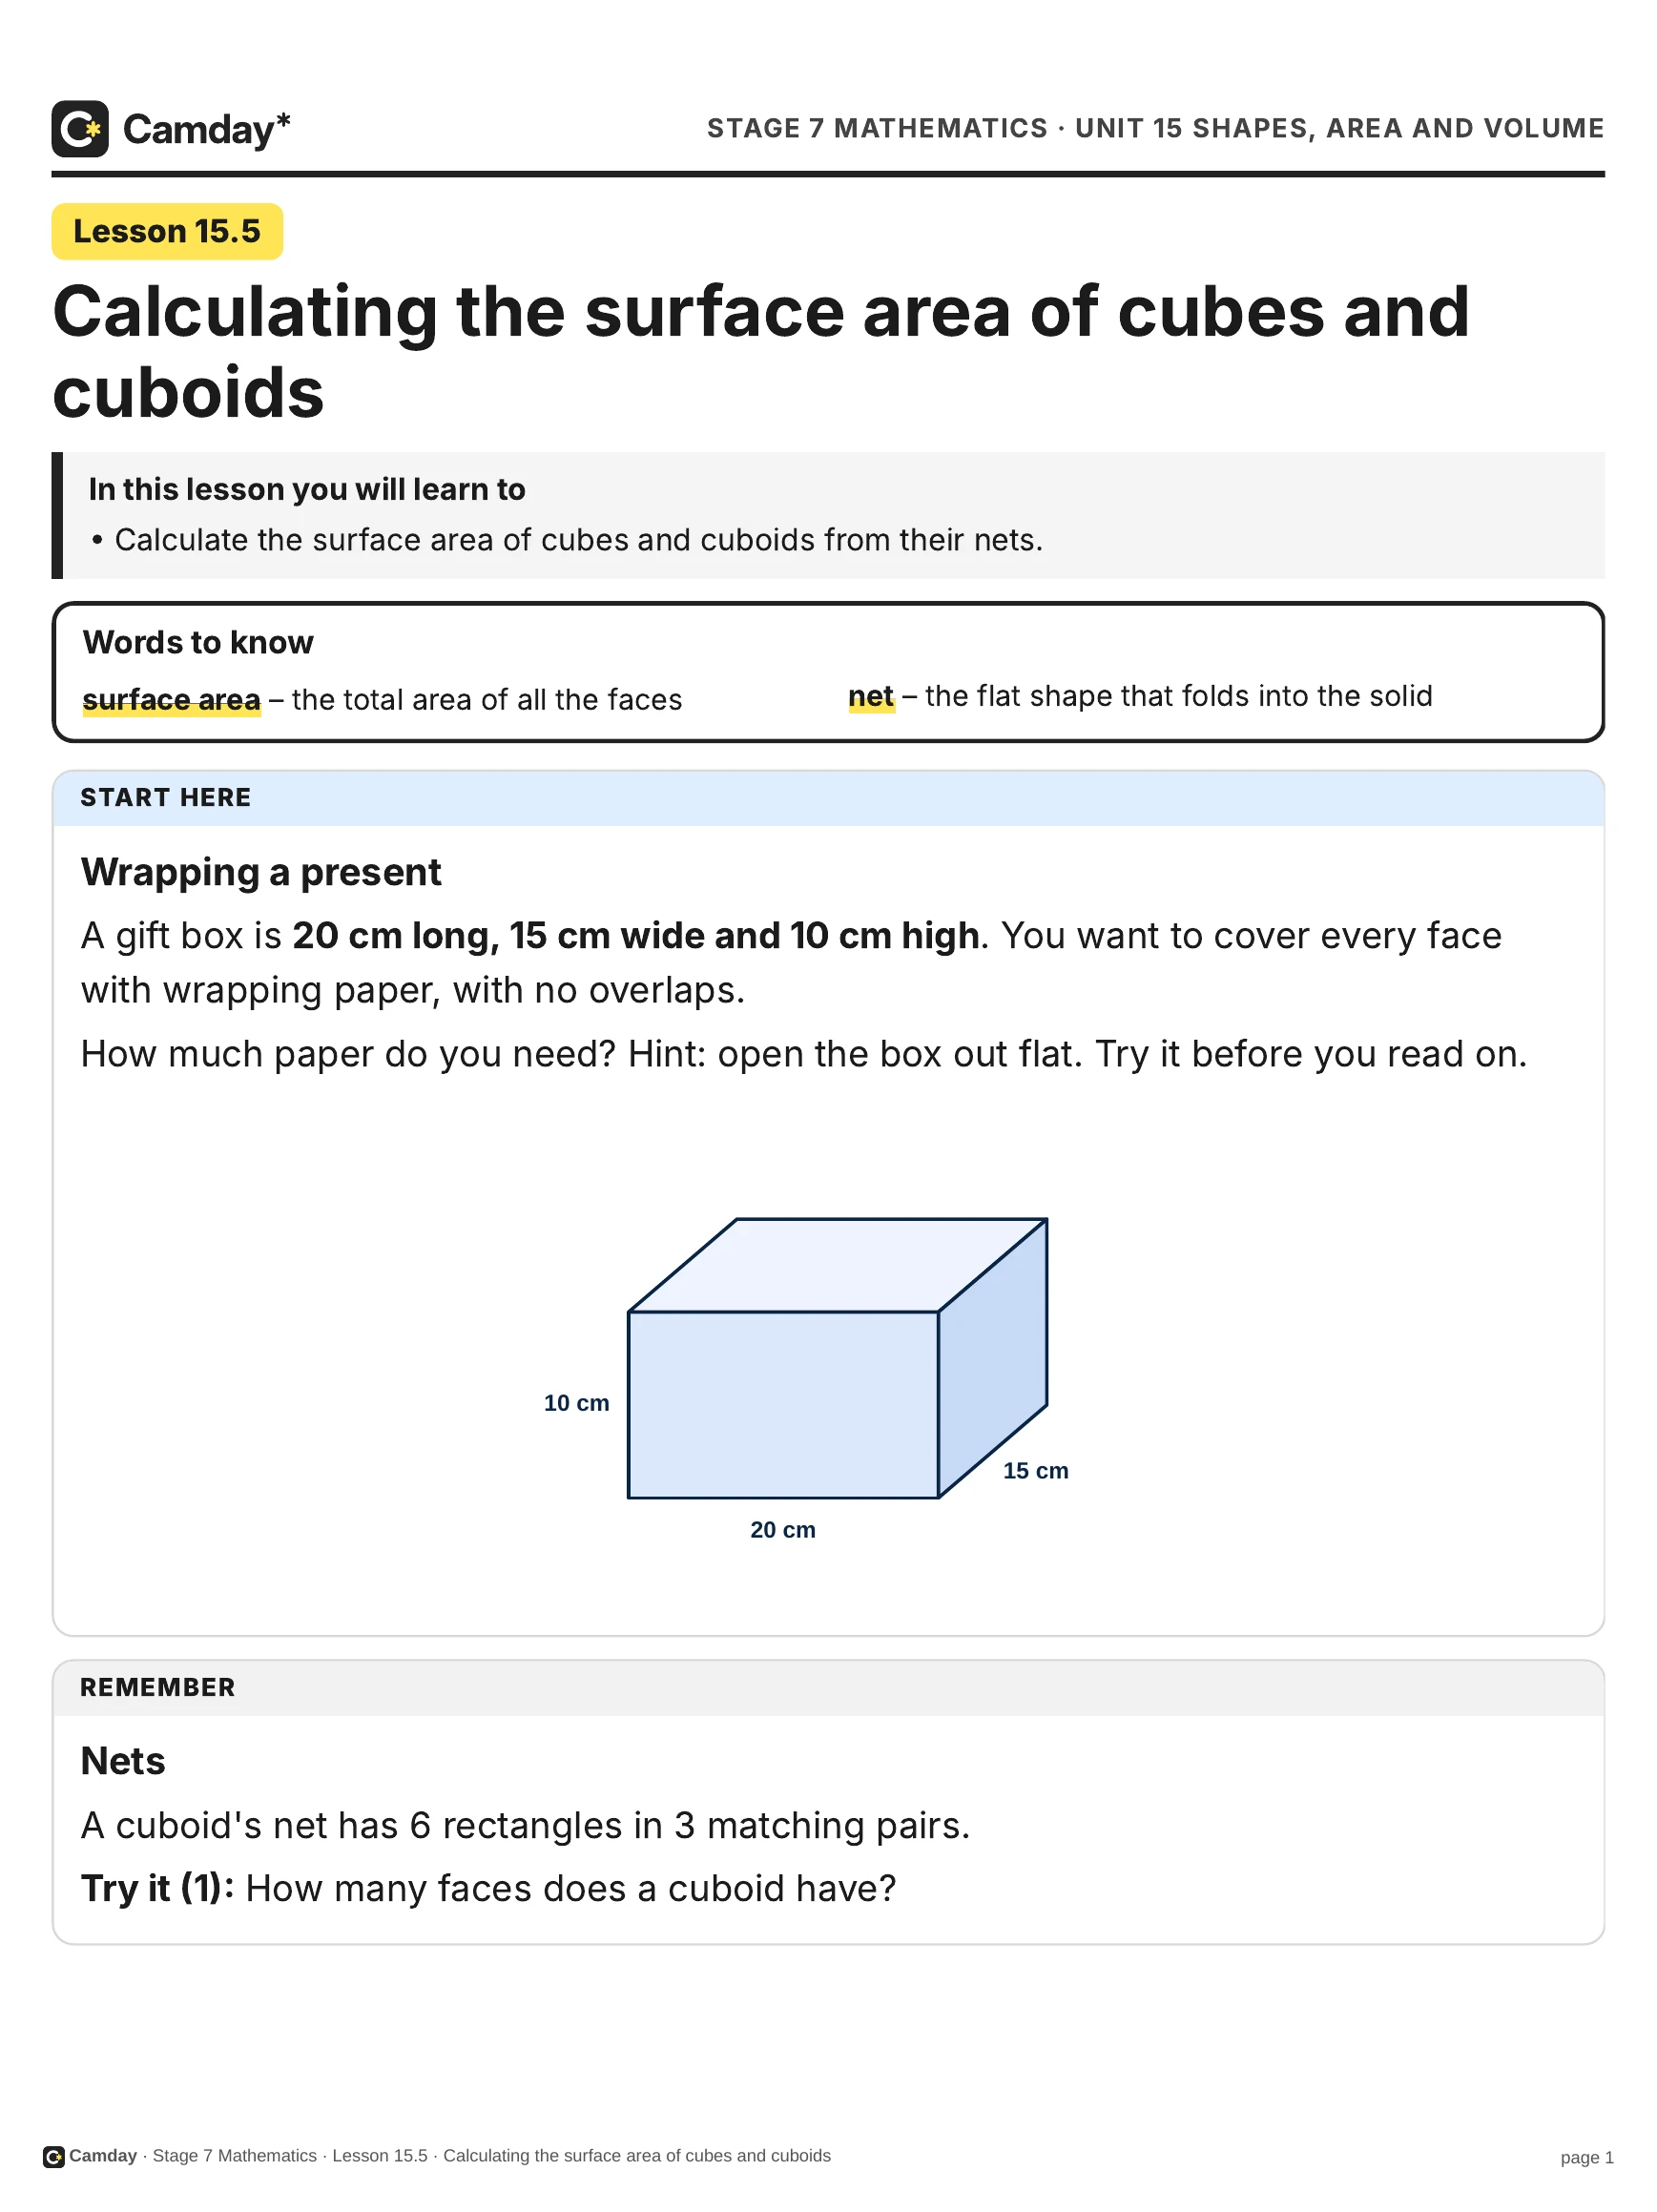 Camday*
STAGE 7 MATHEMATICS · UNIT 15 SHAPES, AREA AND VOLUME
Lesson 15.5
Calculating the surface area of cubes and
cuboids
In this lesson you will learn to
• Calculate the surface area of cubes and cuboids from their nets.
Words to know
surface area – the total area of all the faces
net – the flat shape that folds into the solid
START HERE
Wrapping a present
A gift box is 20 cm long, 15 cm wide and 10 cm high. You want to cover every face
with wrapping paper, with no overlaps.
How much paper do you need? Hint: open the box out flat. Try it before you read on.
10 cm
15 cm
20 cm
REMEMBER
Nets
A cuboid's net has 6 rectangles in 3 matching pairs.
Try it (1): How many faces does a cuboid have?
Camday · Stage 7 Mathematics · Lesson 15.5 · Calculating the surface area of cubes and cuboids
page 1